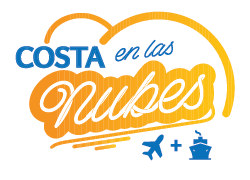 COSTA en las
Nubes
+